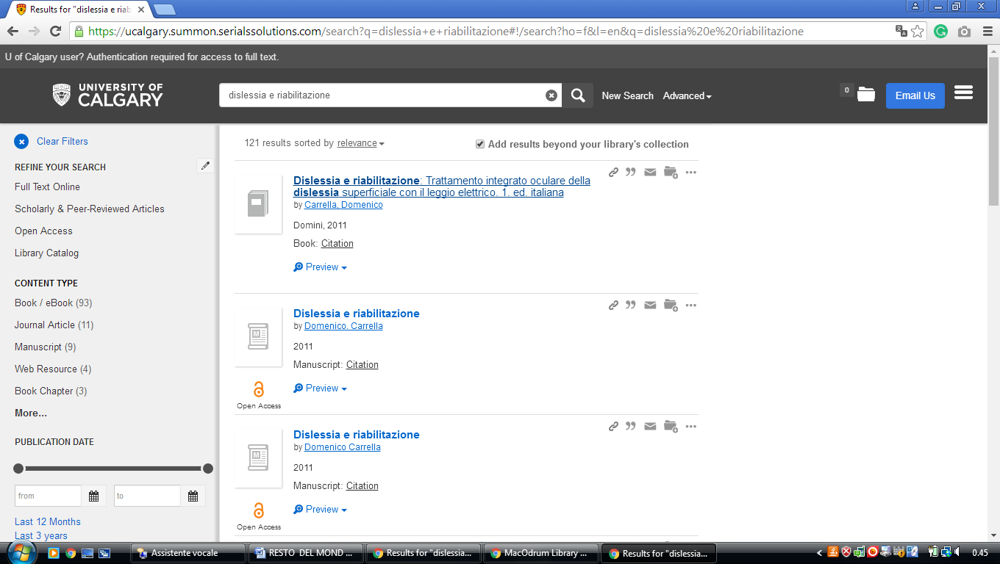 Results for "dislessia e riab
https://ucalgary.summon.serialssolutions.com/search?q=dislessia+e+riabilitazione#!/search?ho=f&l=en&q=dislessia%20e%20riabilitazione
U of Calgary user? Authentication required for access to full text.
UNIVERSITY OF
CALGARY
dislessia e riabilitazione
New Search
Advanced
0
Email Us
Clear Filters
REFINE YOUR SEARCH
Full Text Online
Scholarly & Peer-Reviewed Articles
Open Access
Library Catalog
CONTENT TYPE
Book / eBook (93)
Journal Article (11)
Manuscript (9)
Web Resource (4)
Book Chapter (3)
More...
PUBLICATION DATE
from
to
Last 12 Months
Last 3 years
121 results sorted by relevance
Add results beyond your library's collection
Dislessia e riabilitazione: Trattamento integrato oculare della
dislessia superficiale con il leggio elettrico. 1. ed. italiana
by Carrella, Domenico
Domini, 2011
Book: Citation
Preview
Dislessia e riabilitazione
by Domenico. Carrella
2011
M
Manuscript: Citation
Preview
Open Access
Dislessia e riabilitazione
by Domenico Carrella
2011
M
Manuscript: Citation
Preview
Open Access
Assistente vocale
RESTO DEL MOND ...
Results for "dislessia...
MacOdrum Library ...
Results for "dislessia...
0.45